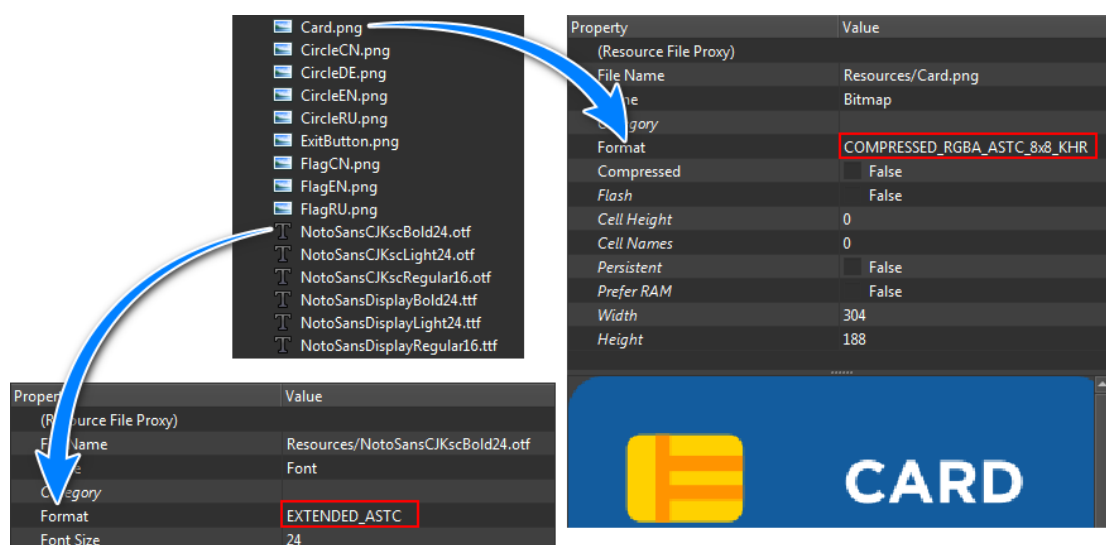 Card.png
CircleCN.png
CircleDE.png
CircleEN.png
CircleRU.png
ExitButton.png
FlagCN.png
FlagEN.png
FlagRU.png
NotoSansCJKscBold24.otf
NotoSansCJKscLight24.otf
NotoSansCJKscRegular16.otf
NotoSansDisplayBold24.ttf
NotoSansDisplayLight24.ttf
NotoSansDisplayRegular16.ttf
Property Value
(Resource File Proxy)
File Name Resources/Card.png
Bitmap
Format COMPRESSED_RGBA_ASTC_8x8_KHR
Compressed False
Flash False
Cell Height 0
Cell Names 0
Persistent False
Prefer RAM False
Width 304
Height 188
CARD
Value
File Proxy)
Name Resources/NotoSansCJKscBold24.otf
Font
Format EXTENDED_ASTC
Font Size 24